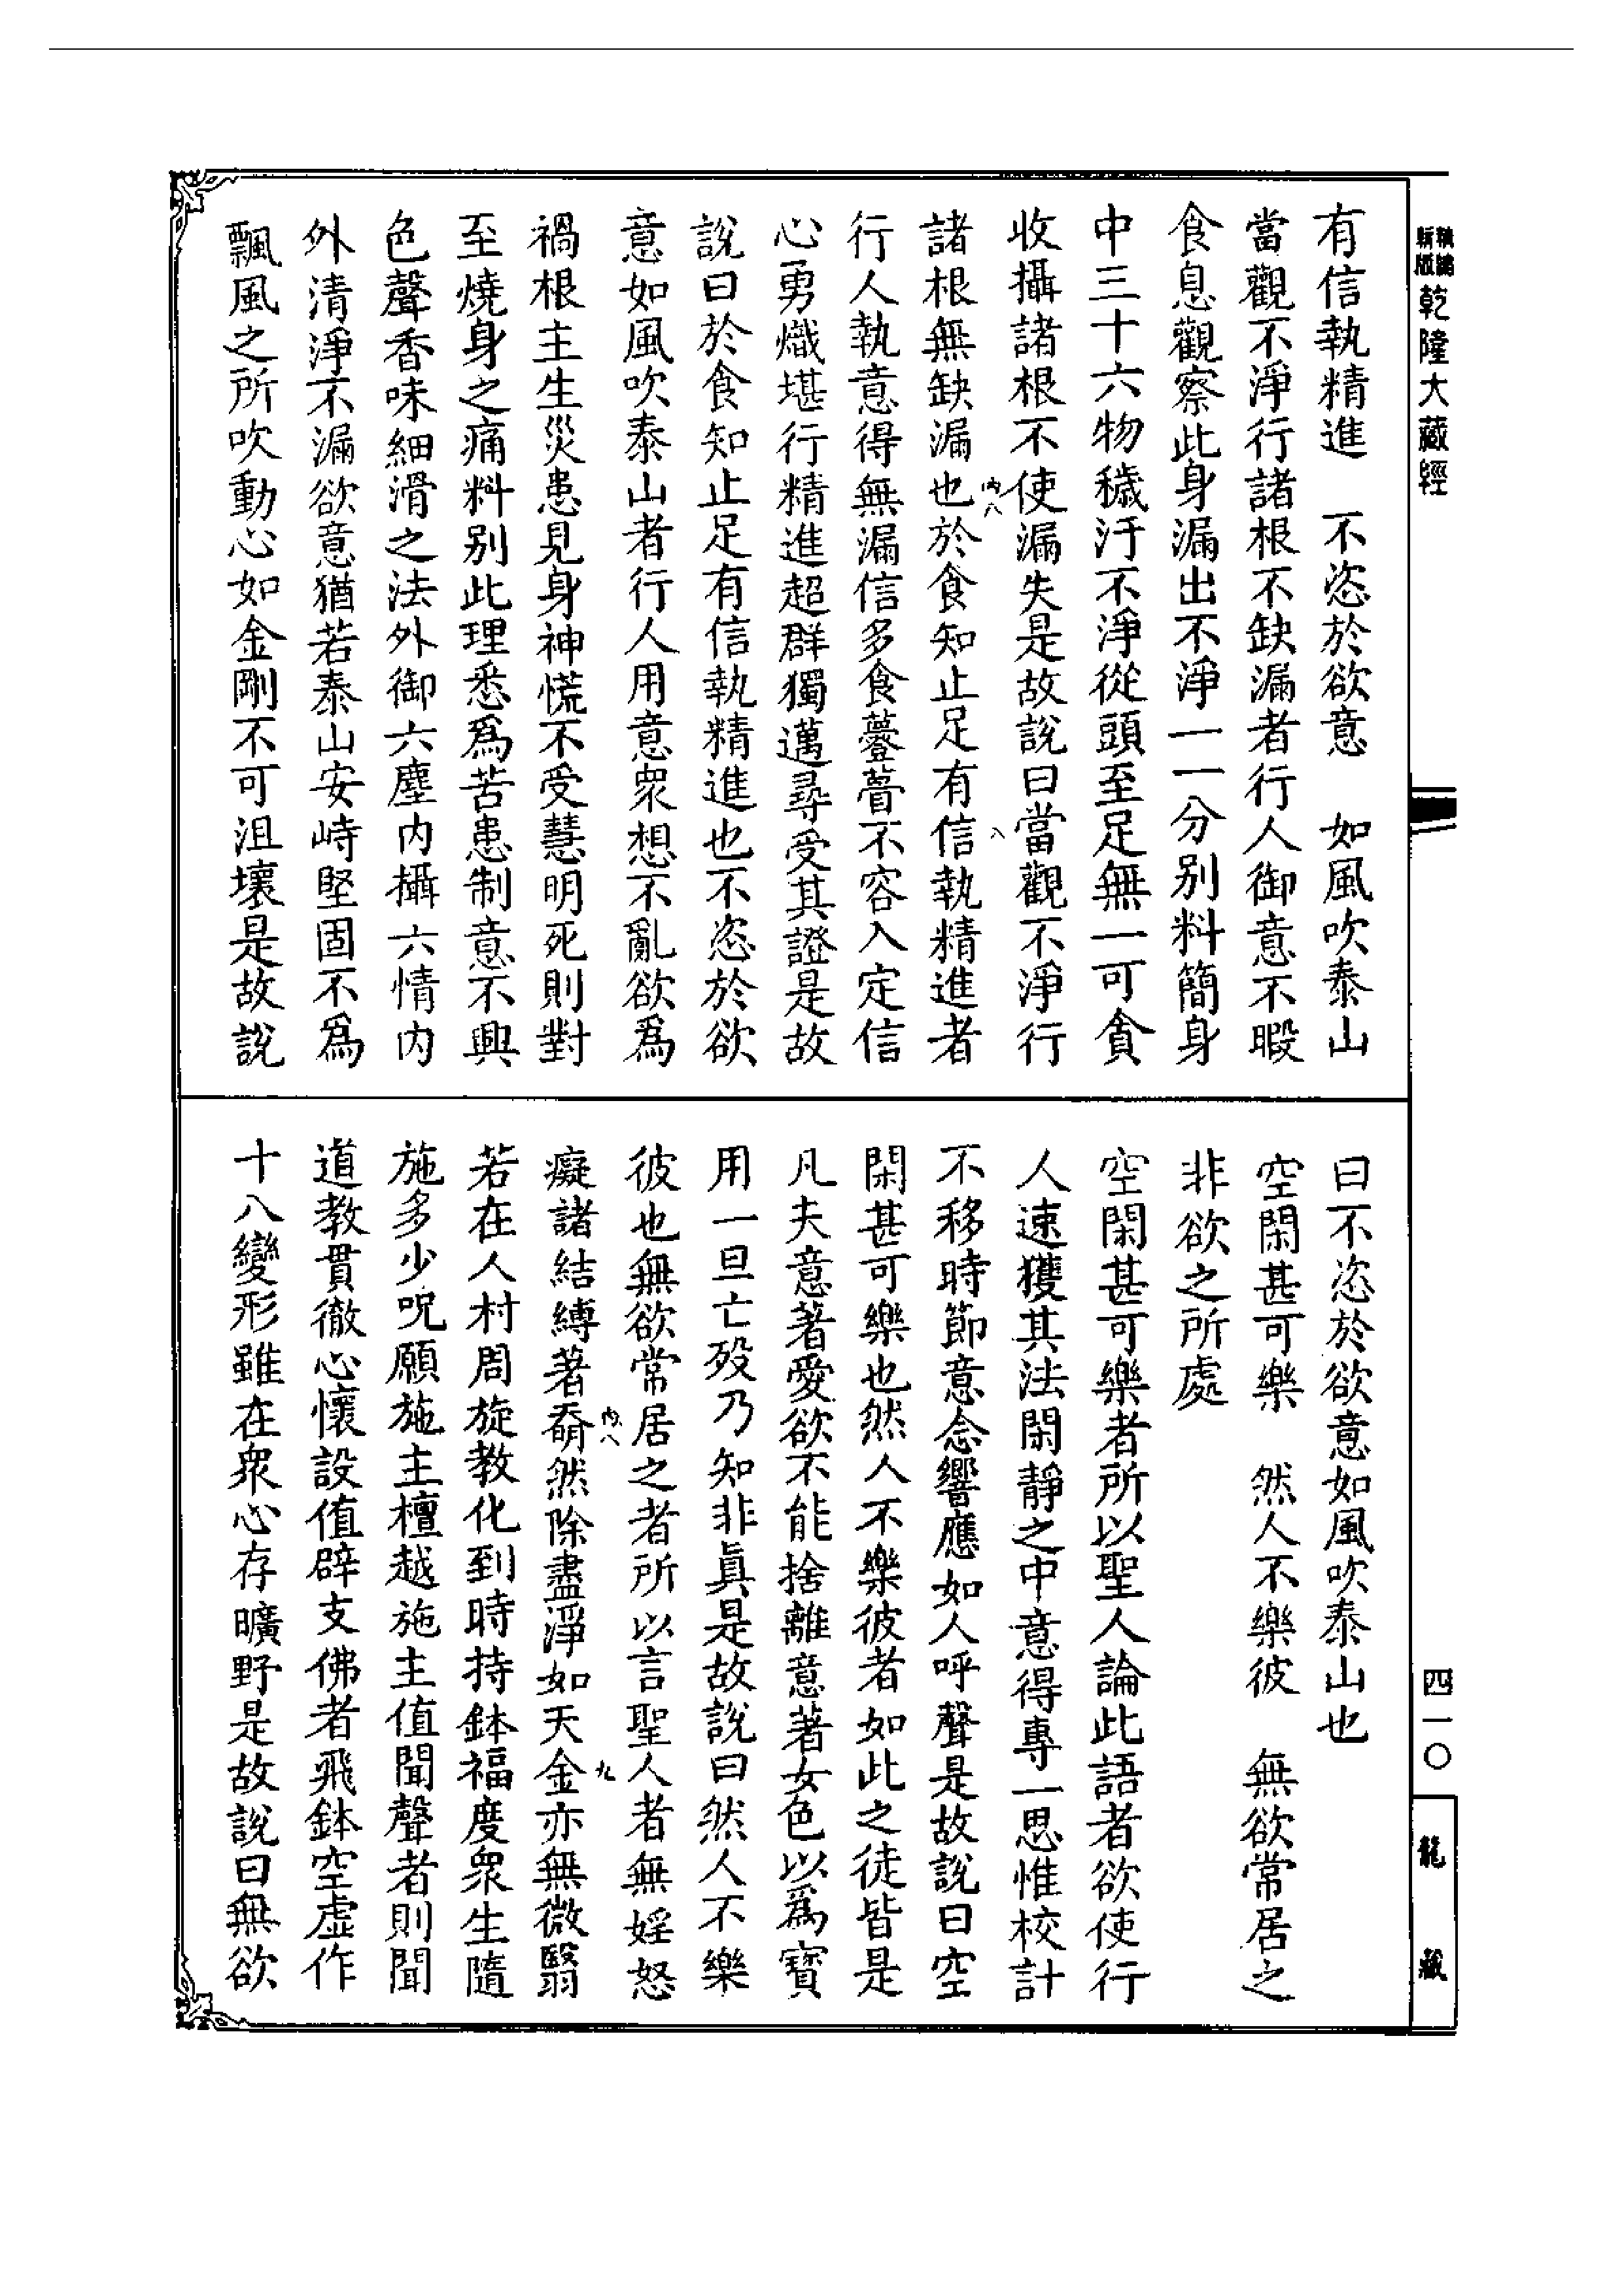 乾隆大藏經
四一〇
龍藏
有信執精進　不恣於欲意　如風吹泰山
當觀不淨行諸根不缺漏者行人御意不暇
食息觀察此身漏出不淨一一分別料簡身
中三十六物穢汙不淨從頭至足無一可貪
收攝諸根不使漏失是故說曰當觀不淨行
諸根無缺漏也於食知止足有信執精進者
行人執意得無漏信多食㝃瞢不容入定信
心勇熾堪行精進超群獨邁尋受其證是故
說曰於食知止足有信執精進也不恣於欲
意如風吹泰山者行人用意衆想不亂欲爲
禍根主生災患見身神慌不受慧明死則對
至燒身之痛料別此理悉爲苦患制意不興
色聲香味細滑之法外御六塵內攝六情內
外清淨不漏欲意猶若泰山安峙堅固不爲
飄風之所吹動心如金剛不可沮壞是故說
曰不恣於欲意如風吹泰山也
空閑甚可樂　然人不樂彼　無欲常居之
非欲之所處
空閑甚可樂者所以聖人論此語者欲使行
人速獲其法閑靜之中意得專一思惟校計
不移時節意念響應如人呼聲是故說曰空
閑甚可樂也然人不樂彼者如此之徒皆是
凡夫意著愛欲不能捨離意著女色以爲寶
用一旦亡歿乃知非眞是故說曰然人不樂
彼也無欲常居之者所以言聖人者無婬怒
癡諸結縛著奣然除盡淨如天金亦無微翳
若在人村周旋教化到時持鉢福度衆生隨
施多少呪願施主檀越施主值聞聲者則聞
道教貫徹心懷設值辟支佛者飛鉢空虛作
十八變形雖在衆心存曠野是故說曰無欲